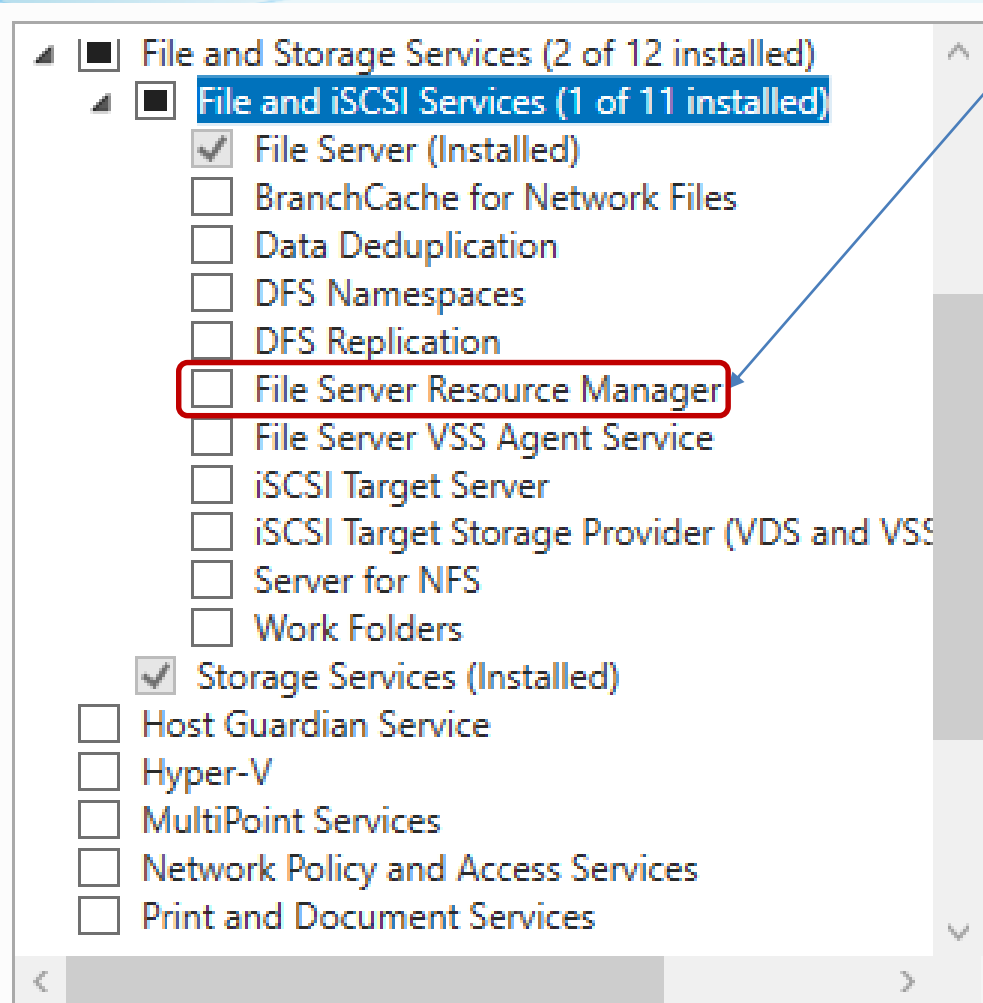 File and Storage Services (2 of 12 installed)
File and iSCSI Services (1 of 11 installed)
File Server (Installed)
BranchCache for Network Files
Data Deduplication
DFS Namespaces
DFS Replication
File Server Resource Manager
File Server VSS Agent Service
iSCSI Target Server
iSCSI Target Storage Provider (VDS and VSS
Server for NFS
Work Folders
Storage Services (Installed)
Host Guardian Service
Hyper-V
MultiPoint Services
Network Policy and Access Services
Print and Document Services